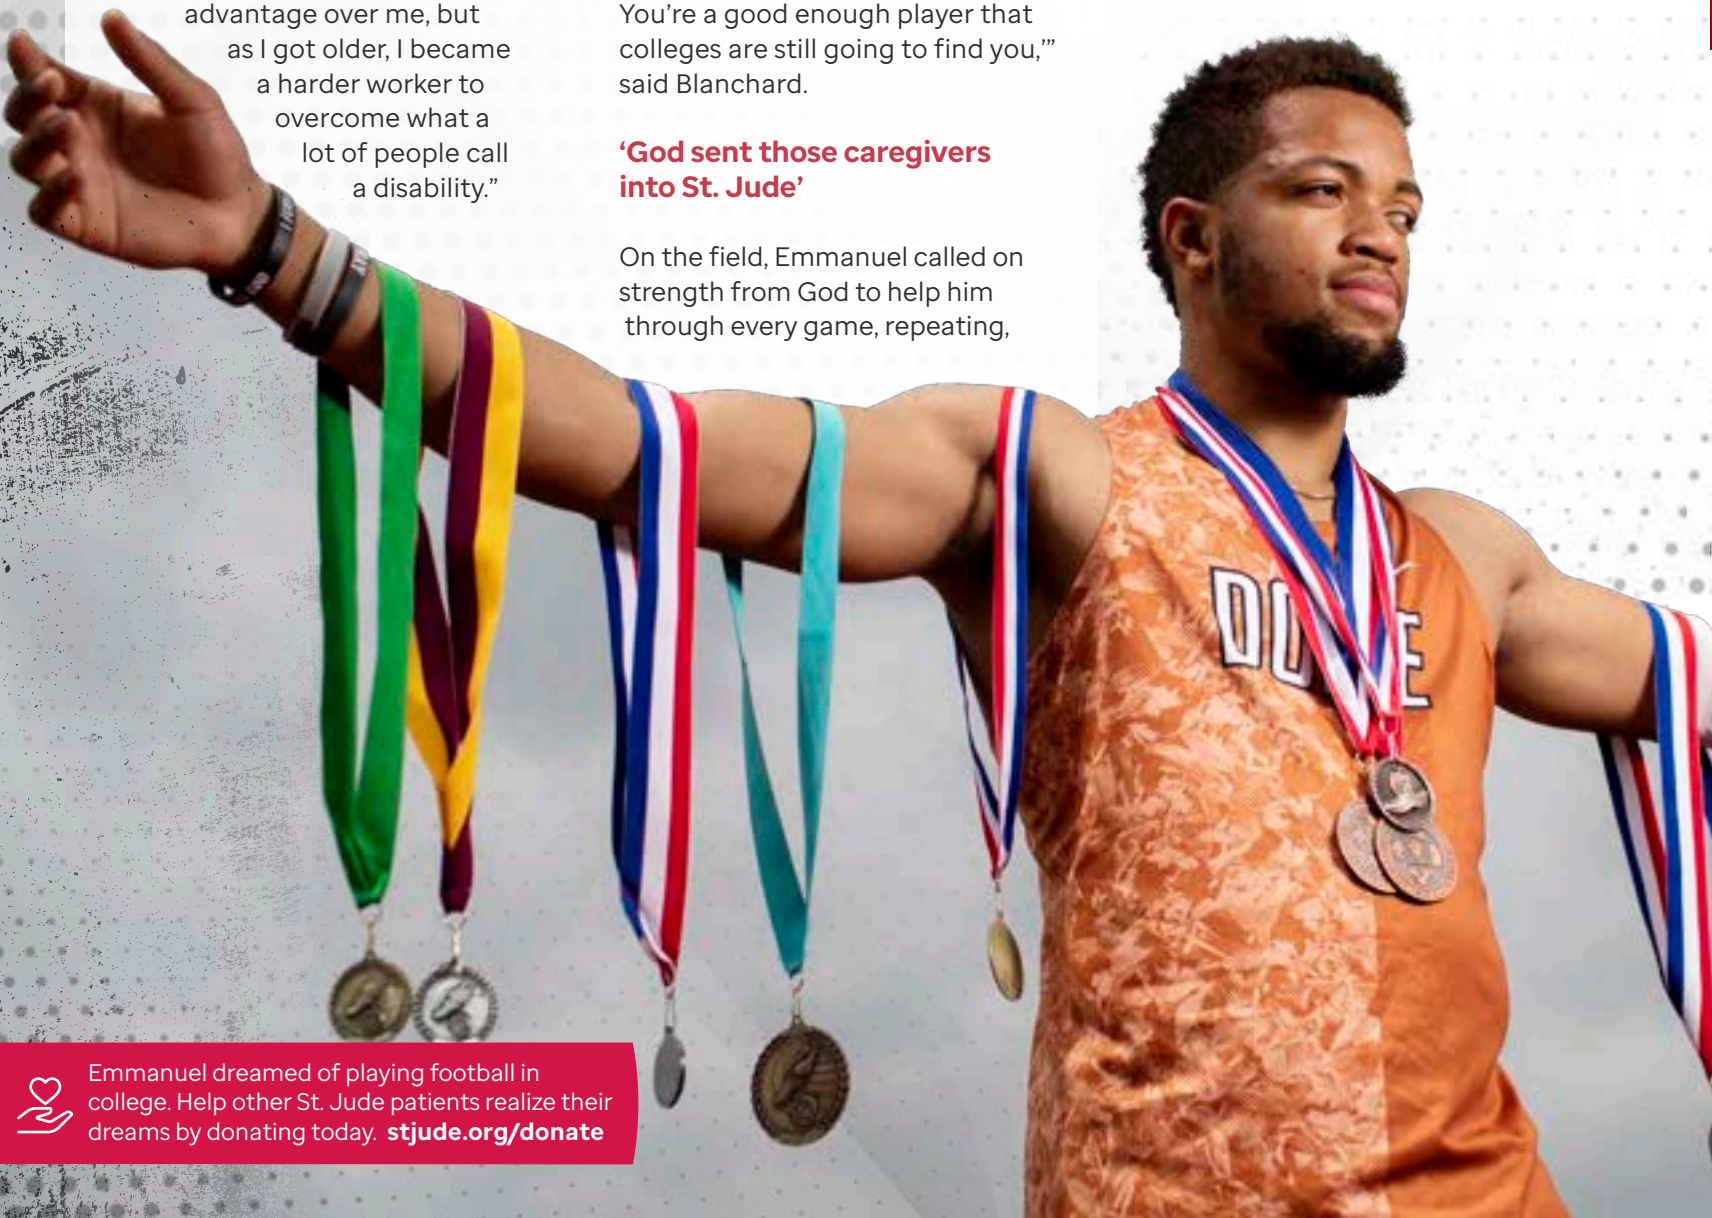 advantage over me, but
as I got older, I became
a harder worker to
overcome what a
lot of people call
a disability.”
You’re a good enough player that
colleges are still going to find you,’”
said Blanchard.
‘God sent those caregivers
into St. Jude’
On the field, Emmanuel called on
strength from God to help him
through every game, repeating,
Emmanuel dreamed of playing football in
college. Help other St. Jude patients realize their
dreams by donating today. stjude.org/donate